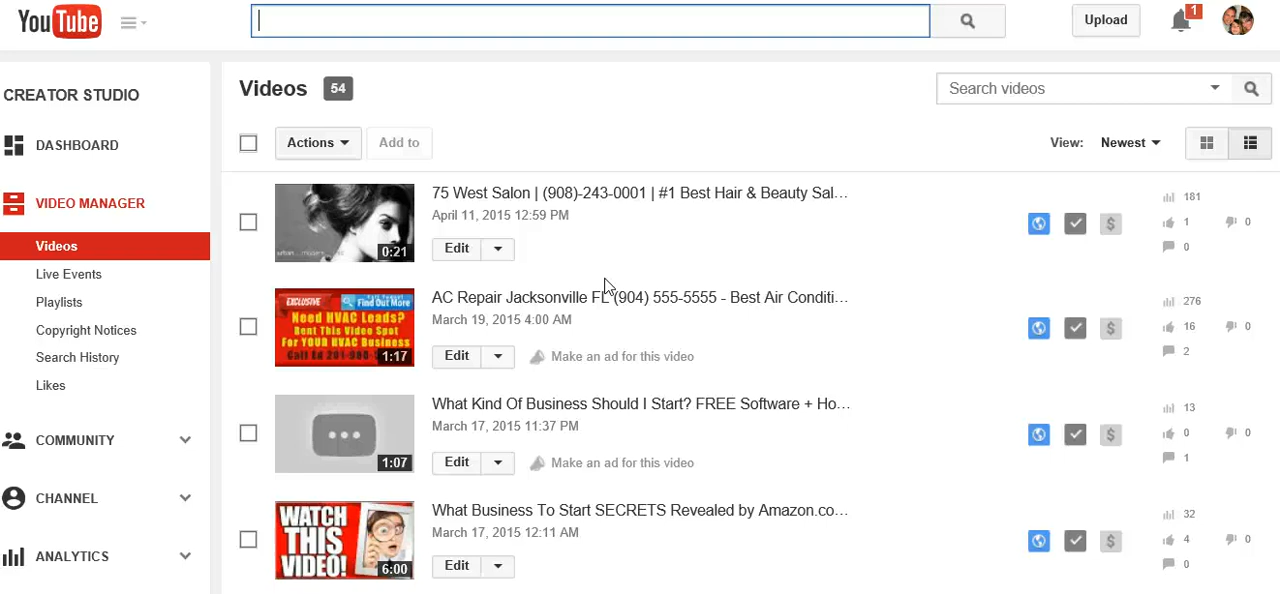 YouTube
Upload
1
CREATOR STUDIO
DASHBOARD
VIDEO MANAGER
Videos
Live Events
Playlists
Copyright Notices
Search History
Likes
COMMUNITY
CHANNEL
ANALYTICS
Videos 54
Search videos
Actions
Add to
View: Newest
0:21
75 West Salon | (908)-243-0001 | #1 Best Hair & Beauty Sal...
April 11, 2015 12:59 PM
Edit
$
181
1 0
0
EXCLUSIVE
Find Out More
Need HVAC Leads?
Rent This Video Spot
For YOUR HVAC Business
Call Ed 201-980-
1:17
AC Repair Jacksonville FL (904) 555-5555 - Best Air Conditi...
March 19, 2015 4:00 AM
Edit
Make an ad for this video
$
276
16 0
2
1:07
What Kind Of Business Should I Start? FREE Software + Ho...
March 17, 2015 11:37 PM
Edit
Make an ad for this video
$
13
0 0
1
WATCH
THIS
VIDEO!
6:00
What Business To Start SECRETS Revealed by Amazon.co...
March 17, 2015 12:11 AM
Edit
$
32
4 0
0